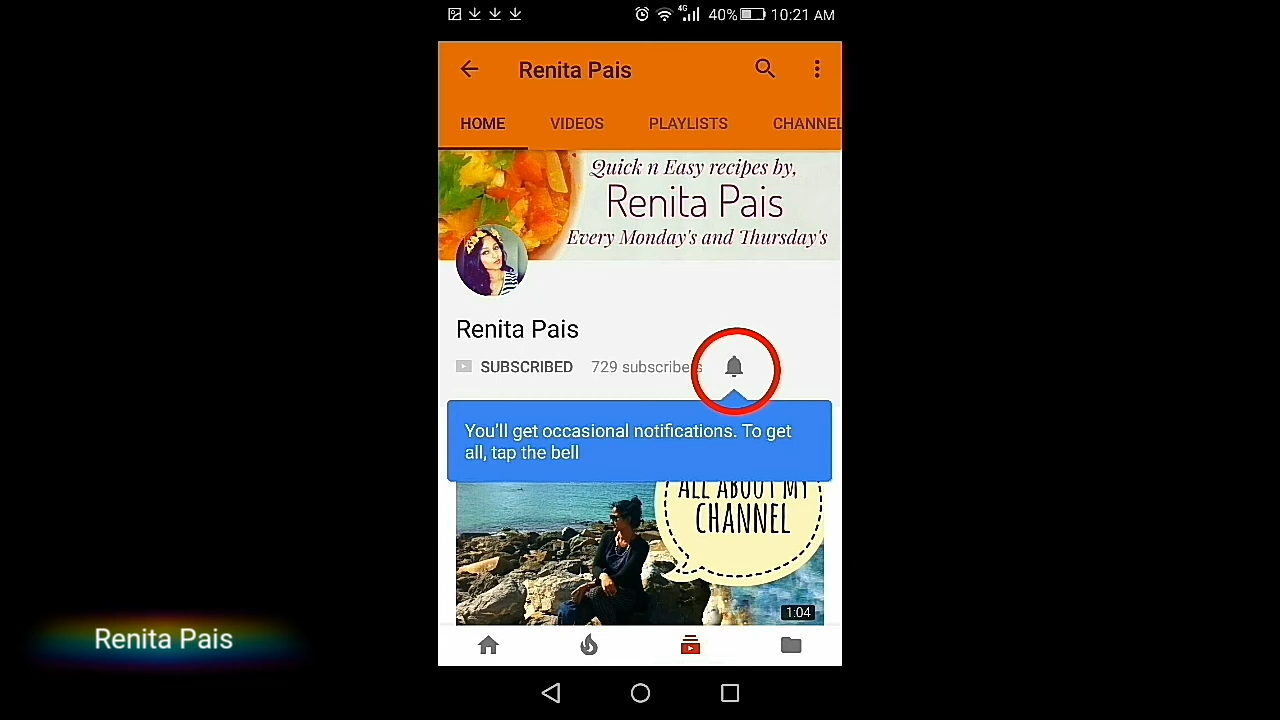 4G
40%
10:21 AM
Renita Pais
HOME
VIDEOS
PLAYLISTS
CHANNEL
Quick n Easy recipes by,
Renita Pais
Every Monday's and Thursday's
Renita Pais
SUBSCRIBED
729 subscribers
You'll get occasional notifications. To get
all, tap the bell
ALL ABOUT MY
CHANNEL
1:04
Renita Pais